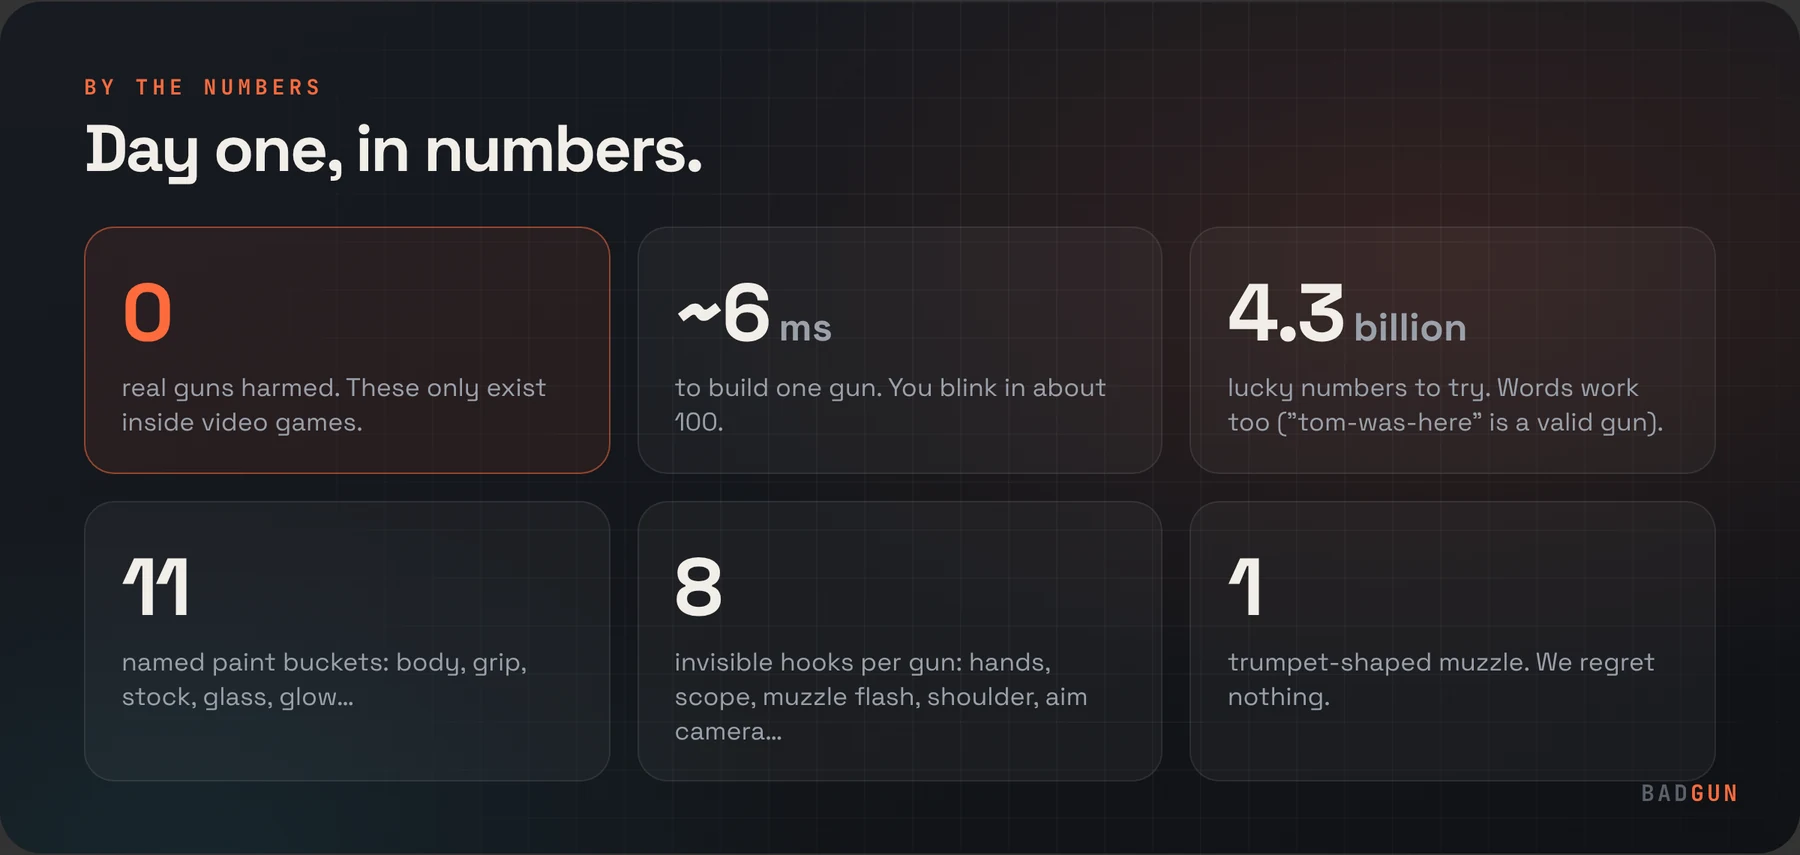 BY THE NUMBERS
Day one, in numbers.
0
real guns harmed. These only exist
inside video games.
~6 ms
to build one gun. You blink in about
100.
4.3 billion
lucky numbers to try. Words work
too ("tom-was-here" is a valid gun).
11
named paint buckets: body, grip,
stock, glass, glow…
8
invisible hooks per gun: hands,
scope, muzzle flash, shoulder, aim
camera…
1
trumpet-shaped muzzle. We regret
nothing.
BADGUN